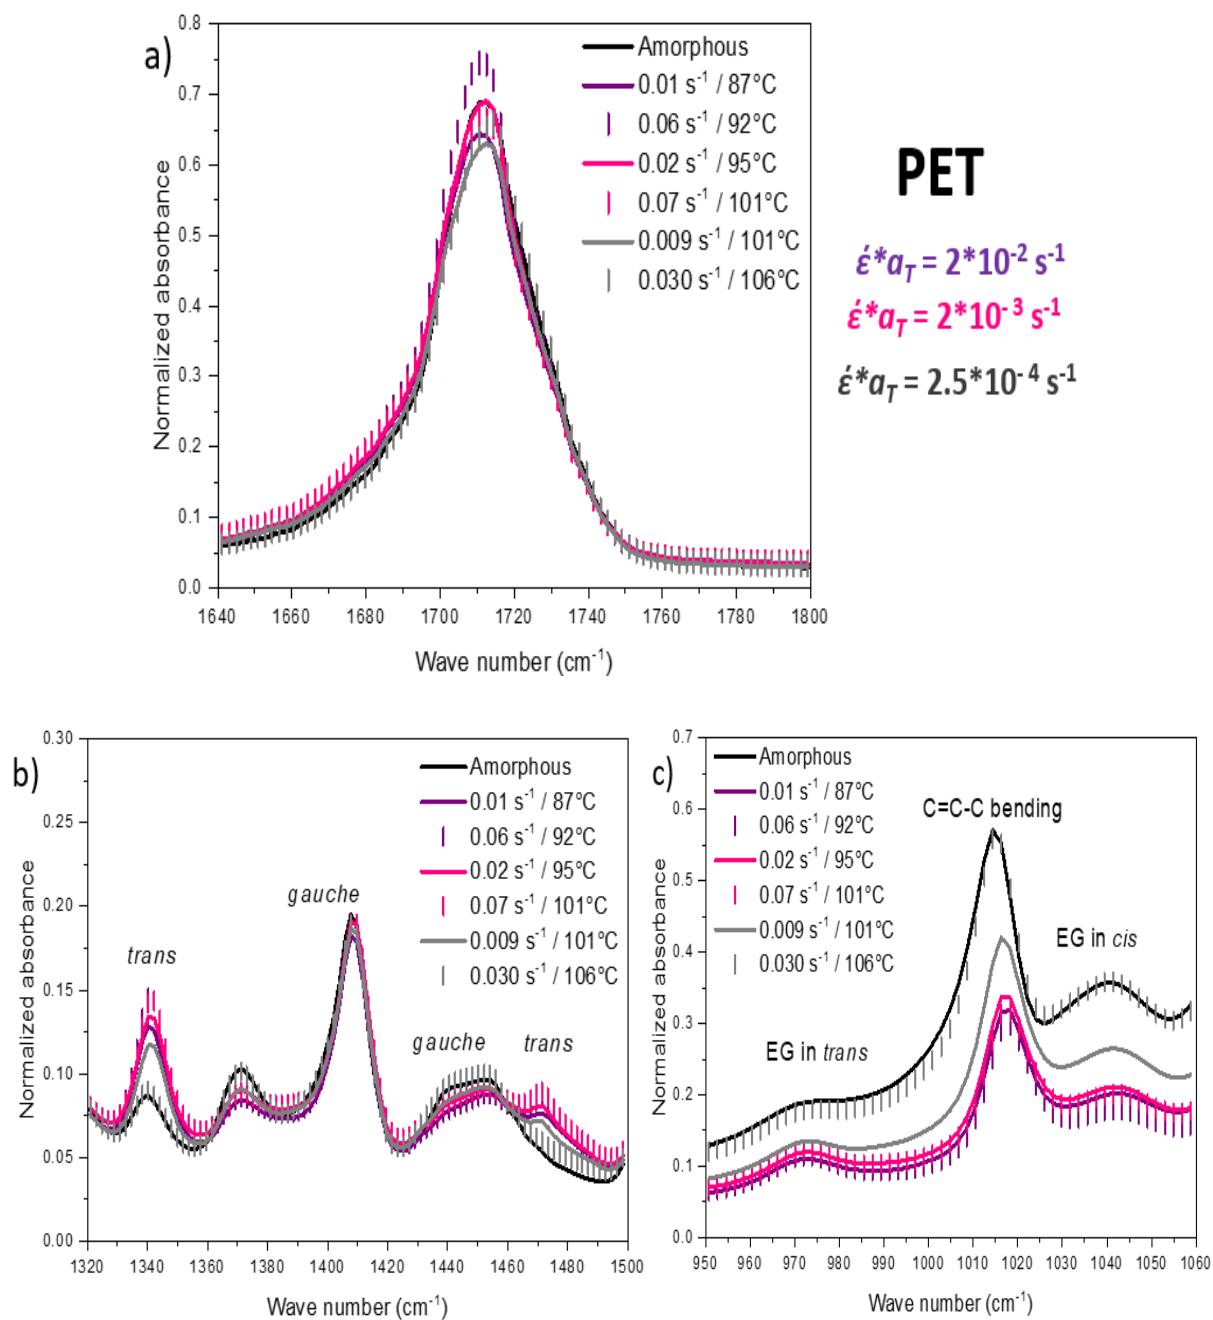 a)
Normalized absorbance
0.8
0.7
0.6
0.5
0.4
0.3
0.2
0.1
0.0
Amorphous
0.01 s⁻¹ / 87°C
0.06 s⁻¹ / 92°C
0.02 s⁻¹ / 95°C
0.07 s⁻¹ / 101°C
0.009 s⁻¹ / 101°C
0.030 s⁻¹ / 106°C
1640 1660 1680 1700 1720 1740 1760 1780 1800
Wave number (cm⁻¹)
PET
έ*a_T = 2*10⁻² s⁻¹
έ*a_T = 2*10⁻³ s⁻¹
έ*a_T = 2.5*10⁻⁴ s⁻¹
b)
Normalized absorbance
0.30
0.25
0.20
0.15
0.10
0.05
0.00
Amorphous
0.01 s⁻¹ / 87°C
0.06 s⁻¹ / 92°C
0.02 s⁻¹ / 95°C
0.07 s⁻¹ / 101°C
0.009 s⁻¹ / 101°C
0.030 s⁻¹ / 106°C
trans
gauche
gauche
trans
1320 1340 1360 1380 1400 1420 1440 1460 1480 1500
Wave number (cm⁻¹)
c)
Normalized absorbance
0.7
0.6
0.5
0.4
0.3
0.2
0.1
0.0
Amorphous
0.01 s⁻¹ / 87°C
0.06 s⁻¹ / 92°C
0.02 s⁻¹ / 95°C
0.07 s⁻¹ / 101°C
0.009 s⁻¹ / 101°C
0.030 s⁻¹ / 106°C
C=C-C bending
EG in cis
EG in trans
950 960 970 980 990 1000 1010 1020 1030 1040 1050 1060
Wave number (cm⁻¹)